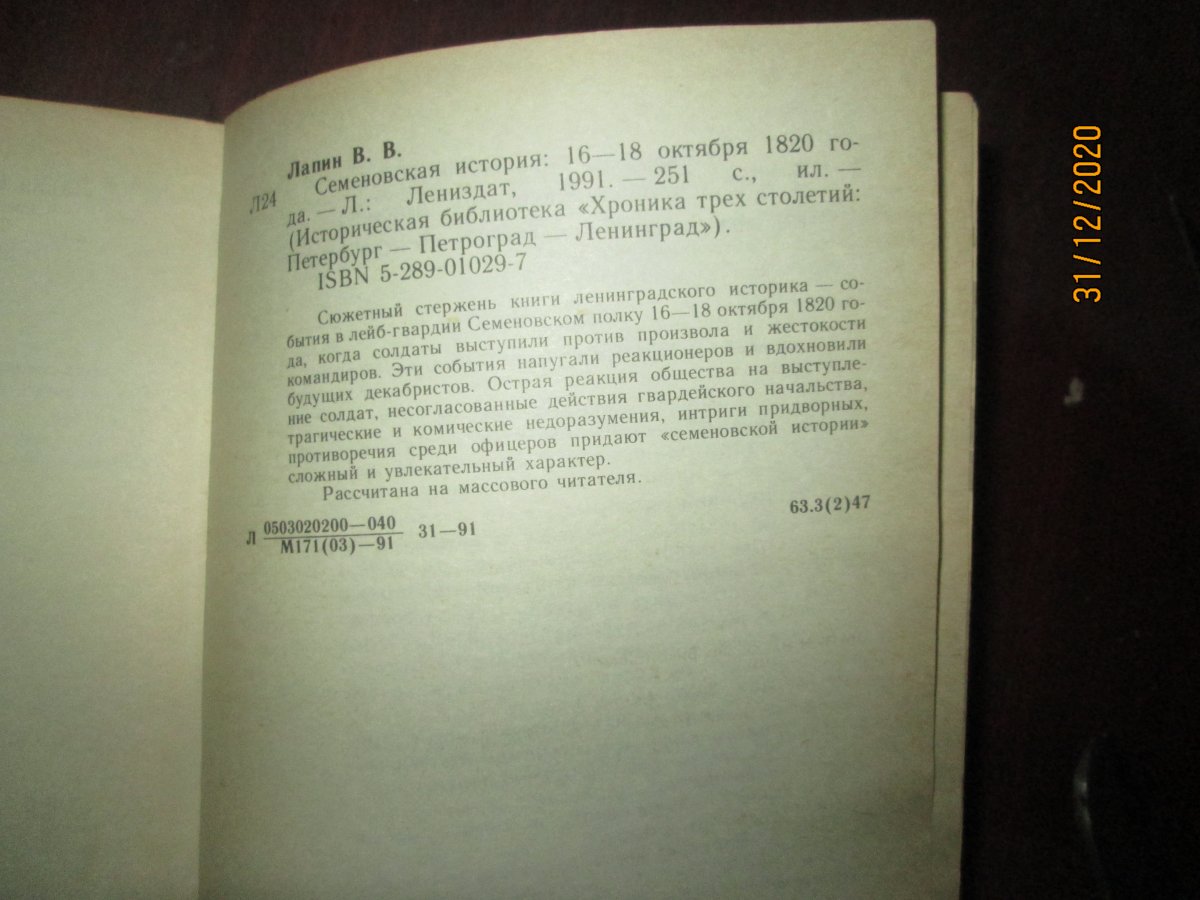 Лапин В. В.
Л24 Семеновская история: 16—18 октября 1820 го-
да. — Л.: Лениздат, 1991. — 251 с., ил. —
(Историческая библиотека «Хроника трех столетий:
Петербург — Петроград — Ленинград»).
ISBN 5-289-01029-7
Сюжетный стержень книги ленинградского историка — со-
бытия в лейб-гвардии Семеновском полку 16—18 октября 1820 го-
да, когда солдаты выступили против произвола и жестокости
командиров. Эти события напугали реакционеров и вдохновили
будущих декабристов. Острая реакция общества на выступле-
ние солдат, несогласованные действия гвардейского начальства,
трагические и комические недоразумения, интриги придворных,
противоречия среди офицеров придают «семеновской истории»
сложный и увлекательный характер.
Рассчитана на массового читателя.
Л 0503020200—040 31—91 63.3(2)47
М171(03)—91
31/12/2020